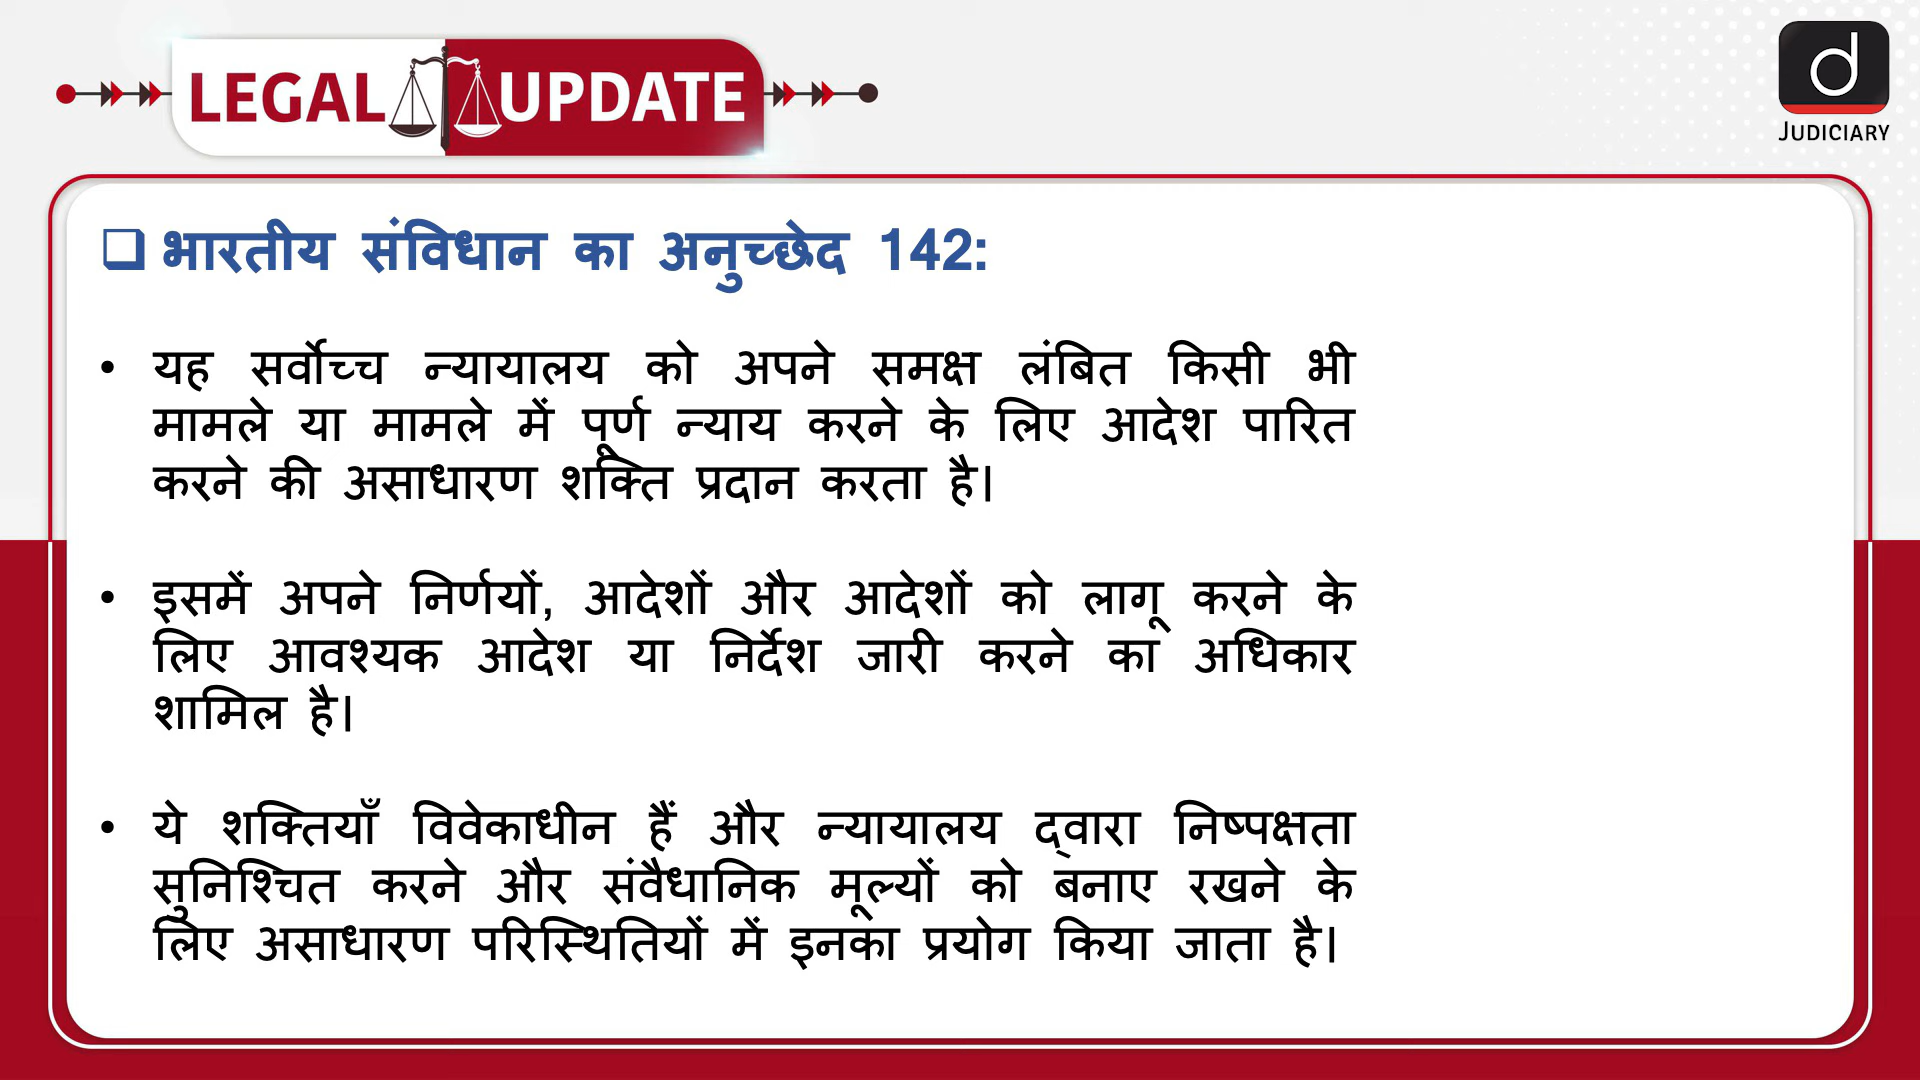 LEGAL UPDATE
d
JUDICIARY
❑ भारतीय संविधान का अनुच्छेद 142:
• यह सर्वोच्च न्यायालय को अपने समक्ष लंबित किसी भी
मामले या मामले में पूर्ण न्याय करने के लिए आदेश पारित
करने की असाधारण शक्ति प्रदान करता है।
• इसमें अपने निर्णयों, आदेशों और आदेशों को लागू करने के
लिए आवश्यक आदेश या निर्देश जारी करने का अधिकार
शामिल है।
• ये शक्तियाँ विवेकाधीन हैं और न्यायालय द्वारा निष्पक्षता
सुनिश्चित करने और संवैधानिक मूल्यों को बनाए रखने के
लिए असाधारण परिस्थितियों में इनका प्रयोग किया जाता है।